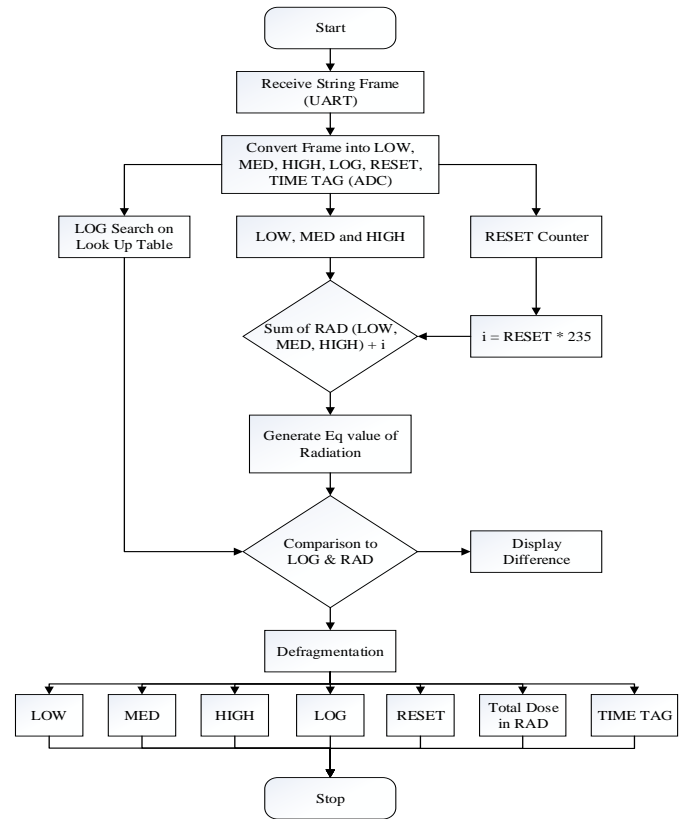 Start
Receive String Frame
(UART)
Convert Frame into LOW,
MED, HIGH, LOG, RESET,
TIME TAG (ADC)
LOG Search on
Look Up Table
LOW, MED and HIGH
RESET Counter
Sum of RAD (LOW,
MED, HIGH) + i
i = RESET * 235
Generate Eq value of
Radiation
Comparison to
LOG & RAD
Display
Difference
Defragmentation
LOW
MED
HIGH
LOG
RESET
Total Dose
in RAD
TIME TAG
Stop